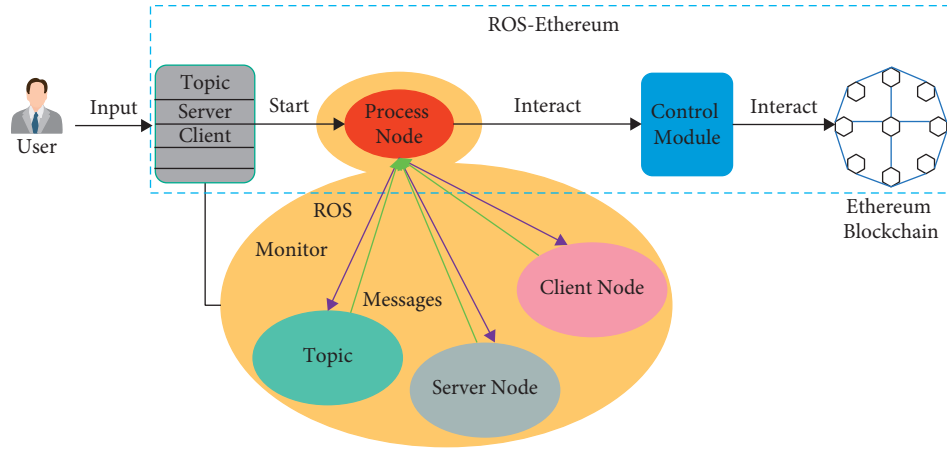 ROS-Ethereum
User
Input
Topic
Server
Client
Start
Process
Node
Interact
Control
Module
Interact
Ethereum
Blockchain
ROS
Monitor
Messages
Topic
Server Node
Client Node